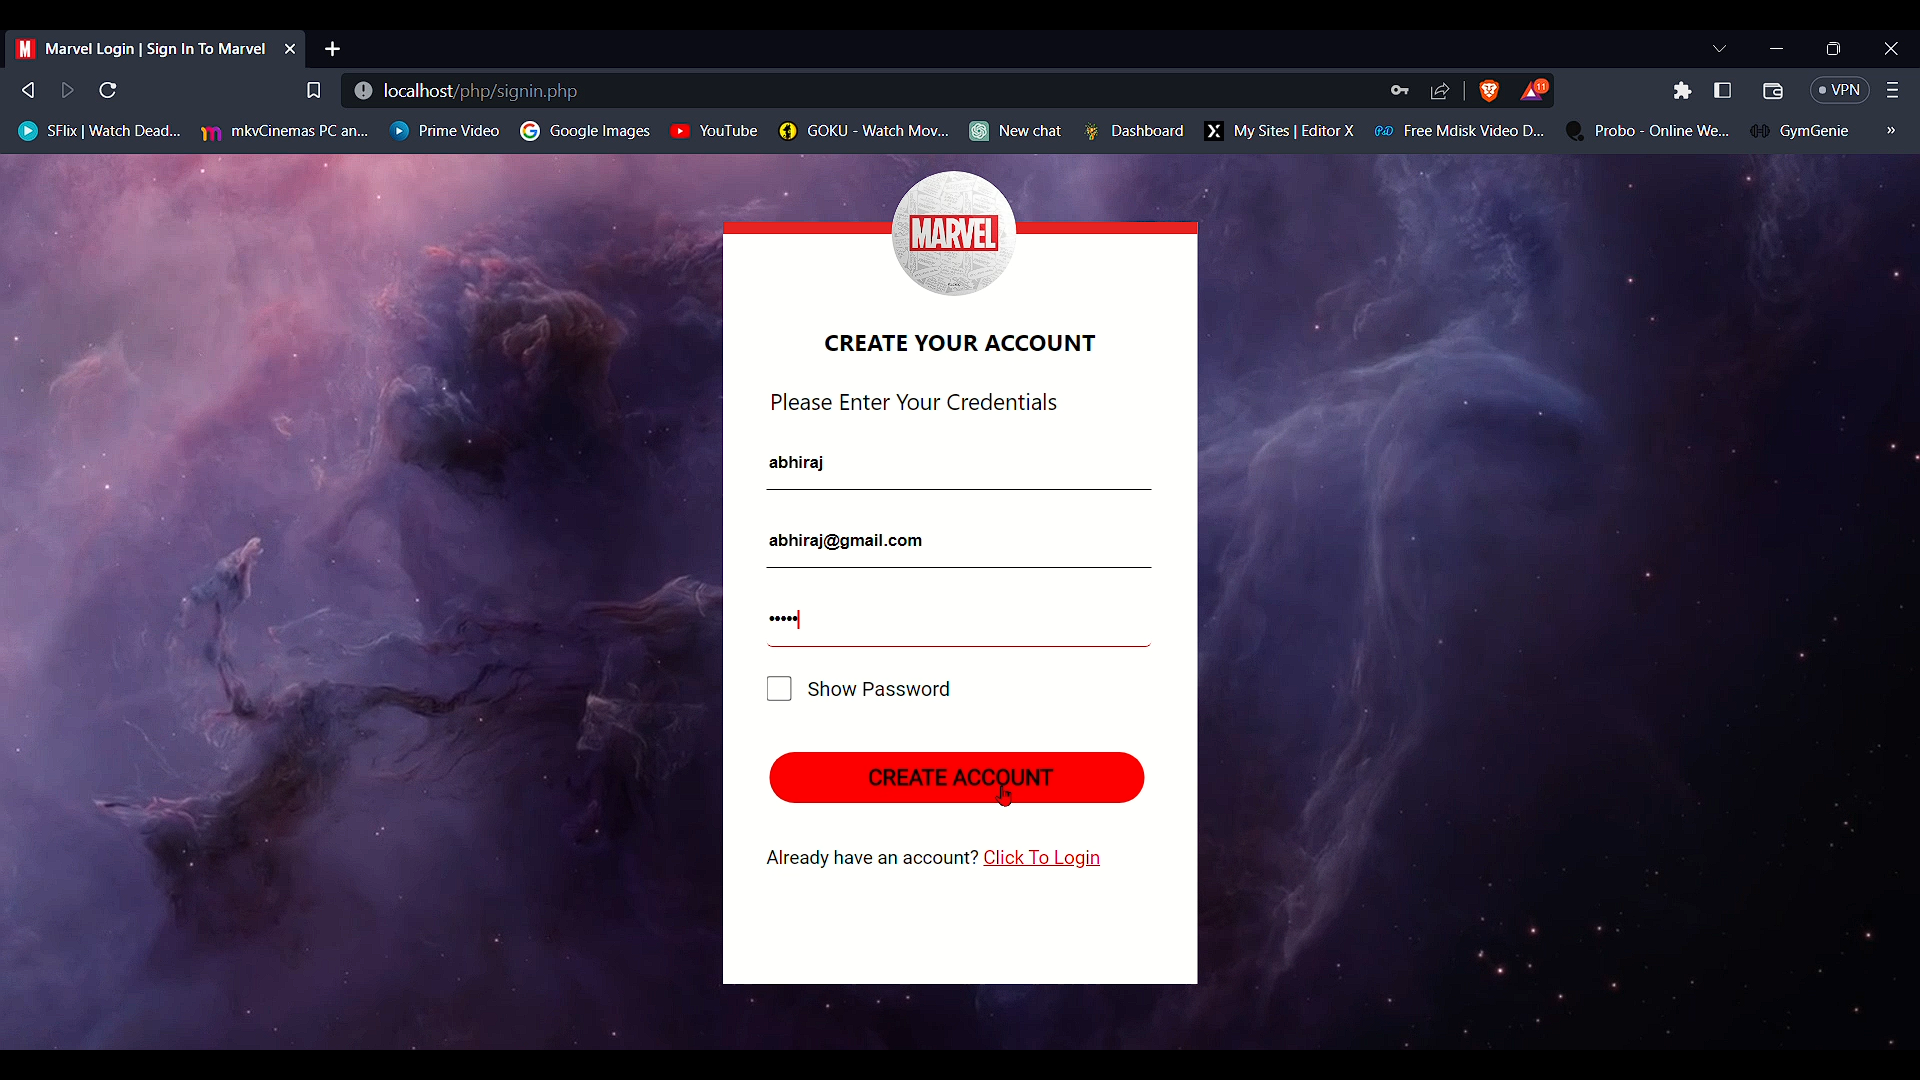 Marvel Login | Sign In To Marvel
localhost/php/signin.php
11
VPN
SFlix | Watch Dead...
mkvCinemas PC an...
Prime Video
Google Images
YouTube
GOKU - Watch Mov...
New chat
Dashboard
My Sites | Editor X
Free Mdisk Video D...
Probo - Online We...
GymGenie
»
MARVEL
CREATE YOUR ACCOUNT
Please Enter Your Credentials
abhiraj
abhiraj@gmail.com
•••••
Show Password
CREATE ACCOUNT
Already have an account? Click To Login